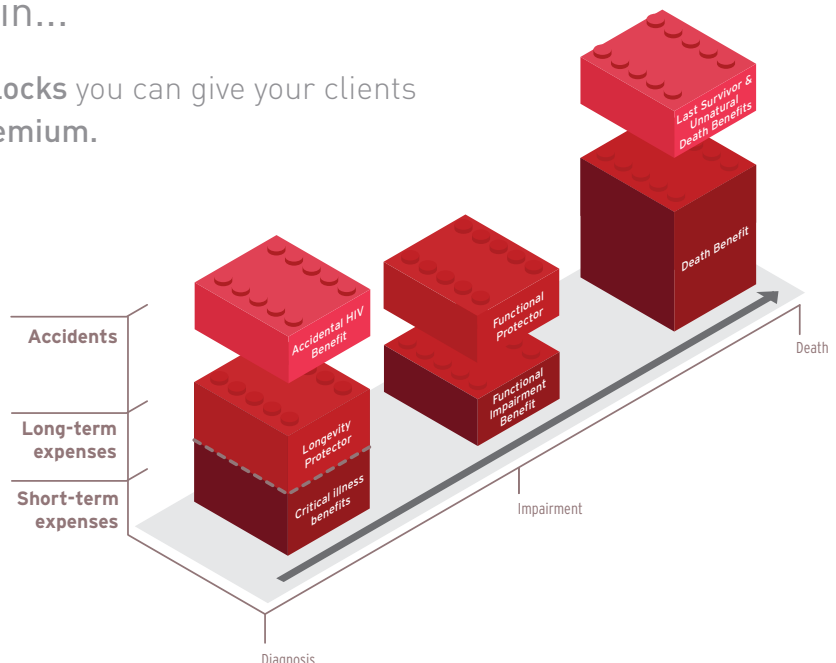 in...
locks you can give your clients
emium.
Last Survivor &
Unnatural
Death Benefits
Death Benefit
Functional
Protector
Functional
Impairment
Benefit
Accidental HIV
Benefit
Longevity
Protector
Critical illness
benefits
Accidents
Long-term
expenses
Short-term
expenses
Death
Impairment
Diagnosis